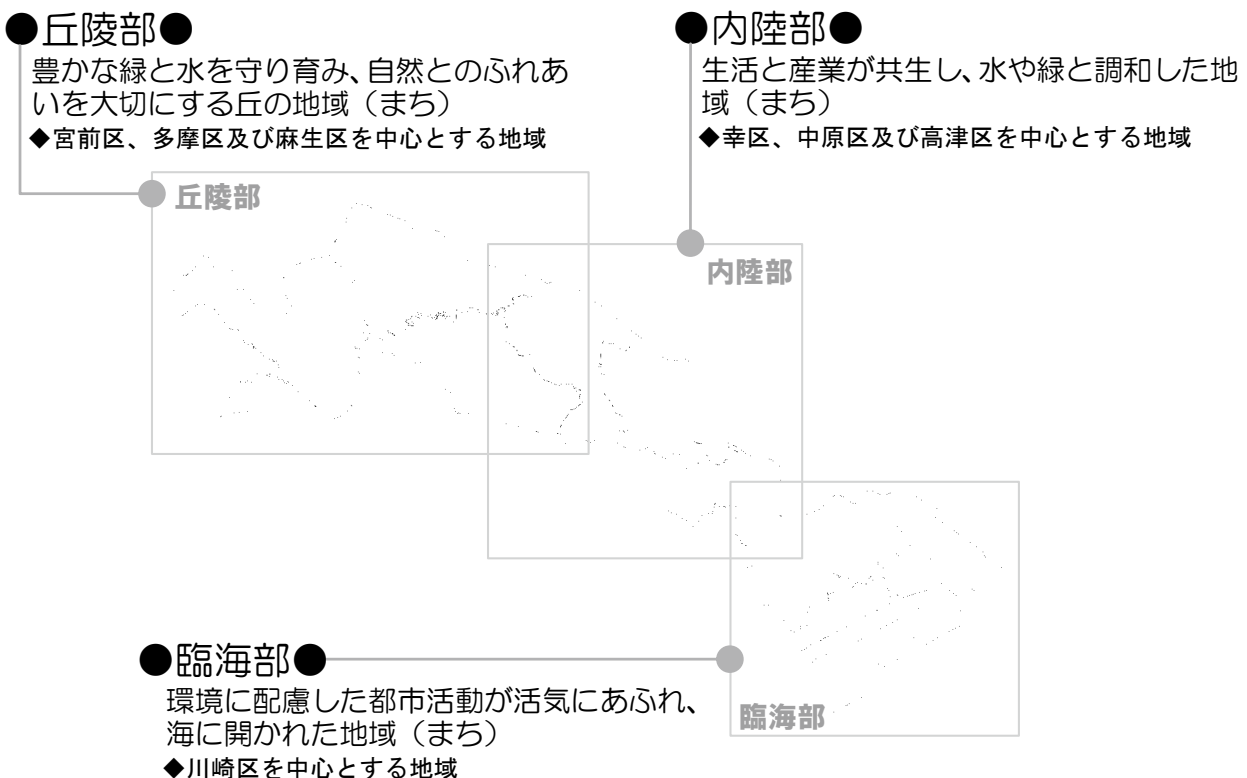 ●丘陵部●
豊かな緑と水を守り育み、自然とのふれあ
いを大切にする丘の地域（まち）
◆宮前区、多摩区及び麻生区を中心とする地域
●内陸部●
生活と産業が共生し、水や緑と調和した地
域（まち）
◆幸区、中原区及び高津区を中心とする地域
丘陵部
内陸部
●臨海部●
環境に配慮した都市活動が活気にあふれ、
海に開かれた地域（まち）
◆川崎区を中心とする地域
臨海部